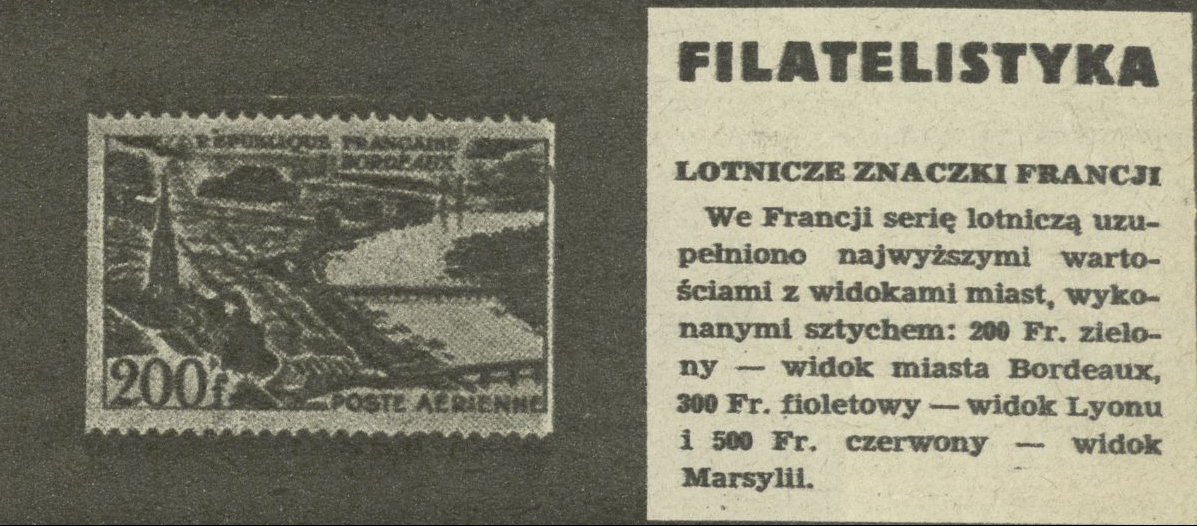 RÉPUBLIQUE FRANÇAISE
BORDEAUX
200f
POSTE AÉRIENNE
FILATELISTYKA
LOTNICZE ZNACZKI FRANCJI
We Francji serię lotniczą uzu-
pełniono najwyższymi warto-
ściami z widokami miast, wyko-
nanymi sztychem: 200 Fr. zielo-
ny — widok miasta Bordeaux,
300 Fr. fioletowy — widok Lyonu
i 500 Fr. czerwony — widok
Marsylii.